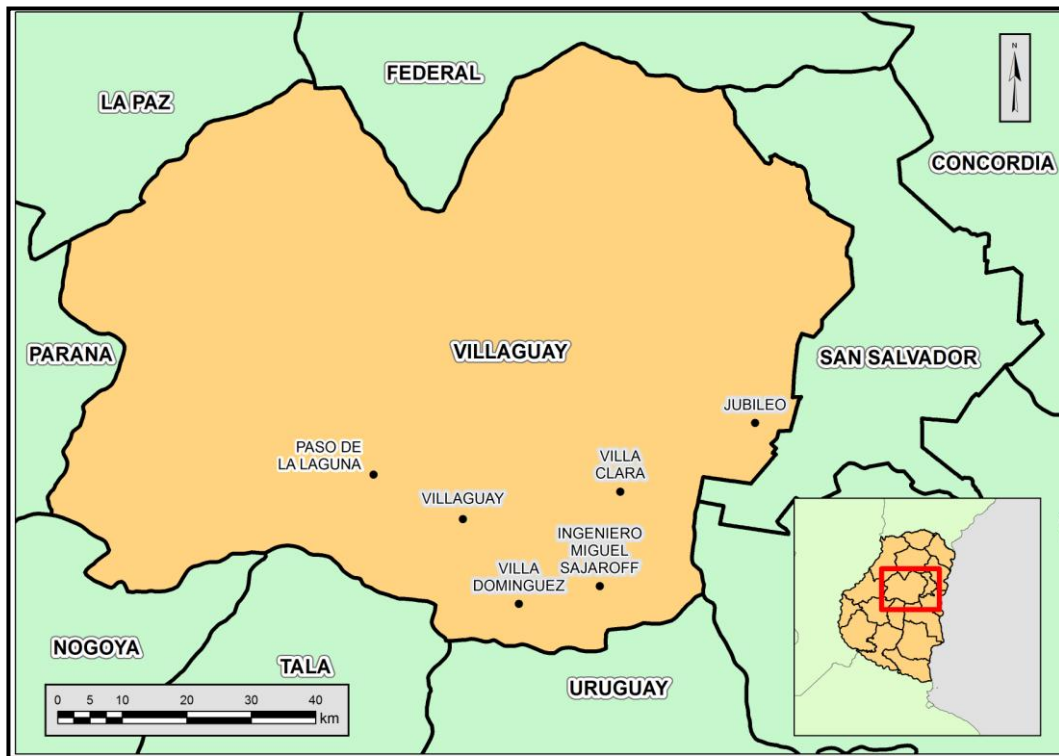 N
FEDERAL
LA PAZ
CONCORDIA
VILLAGUAY
PARANA
SAN SALVADOR
JUBILEO
PASO DE
LA LAGUNA
VILLA
CLARA
VILLAGUAY
INGENIERO
MIGUEL
SAJAROFF
VILLA
DOMINGUEZ
NOGOYA
TALA
URUGUAY
0 5 10 20 30 40
km